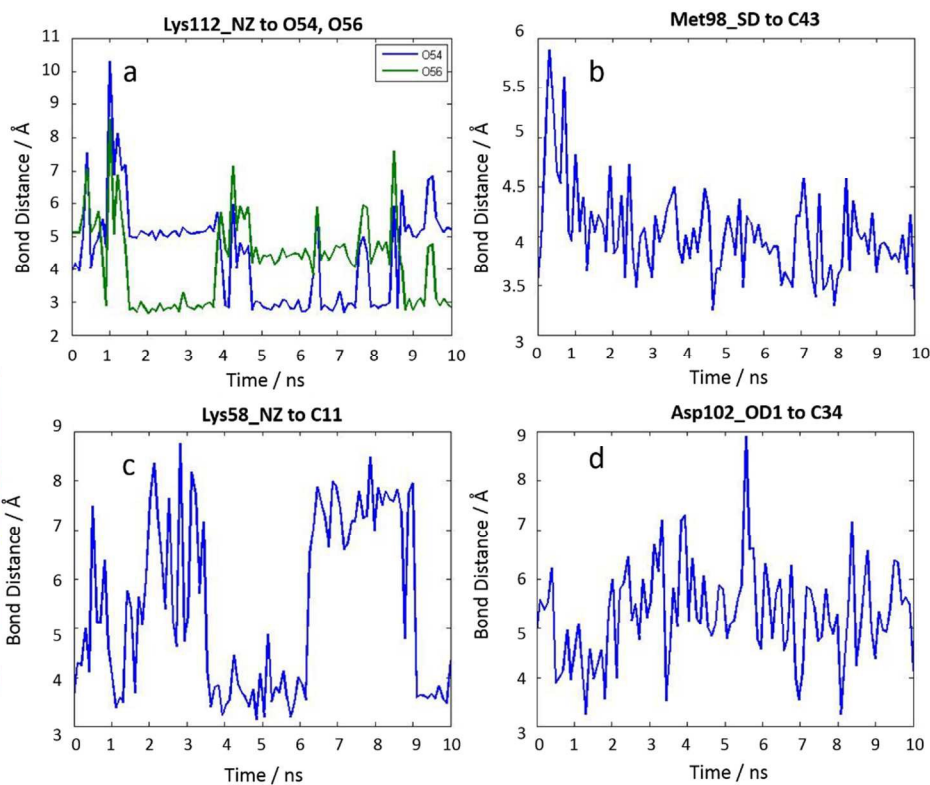 Lys112_NZ to O54, O56
11
10
9
8
7
6
5
4
3
2
Bond Distance / Å
a
O54
O56
0 1 2 3 4 5 6 7 8 9 10
Time / ns
Met98_SD to C43
6
5.5
5
4.5
4
3.5
3
Bond Distance / Å
b
0 1 2 3 4 5 6 7 8 9 10
Time / ns
Lys58_NZ to C11
9
8
7
6
5
4
3
Bond Distance / Å
c
0 1 2 3 4 5 6 7 8 9 10
Time / ns
Asp102_OD1 to C34
9
8
7
6
5
4
3
Bond Distance / Å
d
0 1 2 3 4 5 6 7 8 9 10
Time / ns